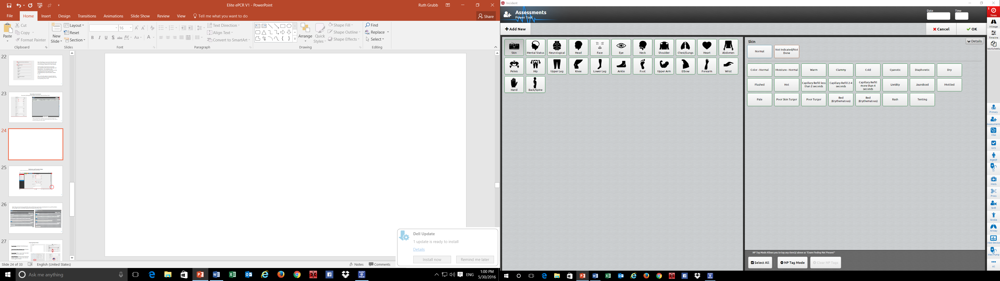 Elite ePCR V1 - PowerPoint
Ruth Grubb
File Home Insert Design Transitions Animations Slide Show Review View Tell me what you want to do Share
Paste
Cut
Copy
Format Painter
Clipboard
New Slide
Layout
Reset
Section
Slides
16
B I U S abc AV Aa A
Font
Text Direction
Align Text
Convert to SmartArt
Paragraph
Arrange
Quick Styles
Shape Fill
Shape Outline
Shape Effects
Drawing
Find
Replace
Select
Editing
22
23
24
25
26
27
Dell Update
1 update is ready to install
Details
Install now Remind me later
Slide 24 of 33 English (United States) Notes Comments
Ask me anything
ENG
1:00 PM
5/30/2016
Incident
Assessments
Power Tool
Date Time
Add New
Cancel OK
Skin Mental Status Neurological Head Face Eye Neck Shoulder Chest/Lungs Heart Abdomen
Pelvis Hip Upper Leg Knee Lower Leg Ankle Foot Upper Arm Elbow Forearm Wrist
Hand Back/Spine
Skin
Details
Normal
Not Indicated/Not Done
Color - Normal Moisture - Normal Warm Clammy Cold Cyanotic Diaphoretic Dry
Flushed Hot Capillary Refill less than 2 seconds Capillary Refill 2-4 seconds Capillary Refill more than 4 seconds Lividity Jaundiced Mottled
Pale Poor Skin Turgor Poor Turgor Red (Erythematous) Red (Erythematous) Rash Tenting
NP Tag Mode Allows you to tag any item(s) above as "Exam Finding Not Present"
Select All NP Tag Mode Clear NP Tags
Times
Mileage
Timeline
Worksheets
Primary
Assessments
Vital
GCS
PQRST
IV
Meds
Procs
SMR
Stroke
Airway
Med Device
Med Pump
All